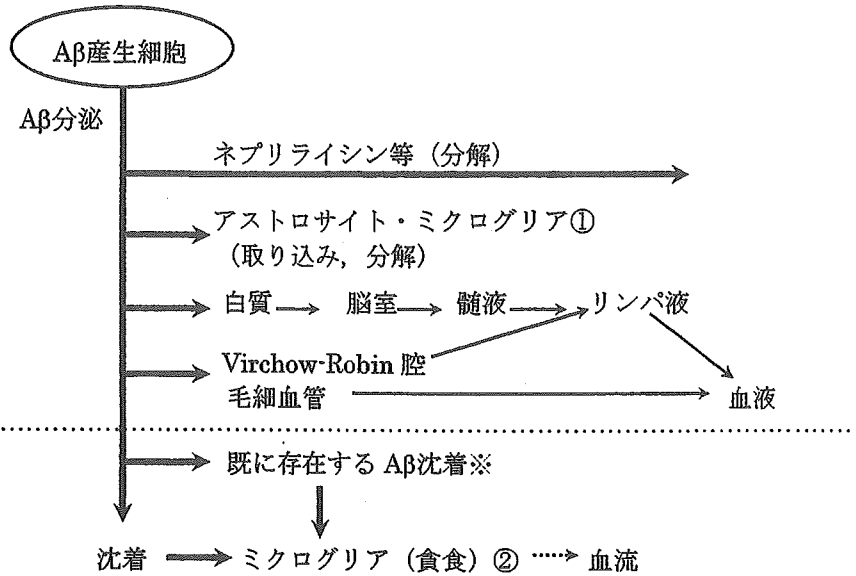 Aβ産生細胞
Aβ分泌
ネプリライシン等（分解）
アストロサイト・ミクログリア①
（取り込み，分解）
白質 脳室 髄液 リンパ液
Virchow-Robin 腔
毛細血管 血液
既に存在する Aβ沈着※
沈着 ミクログリア（貪食）② 血流